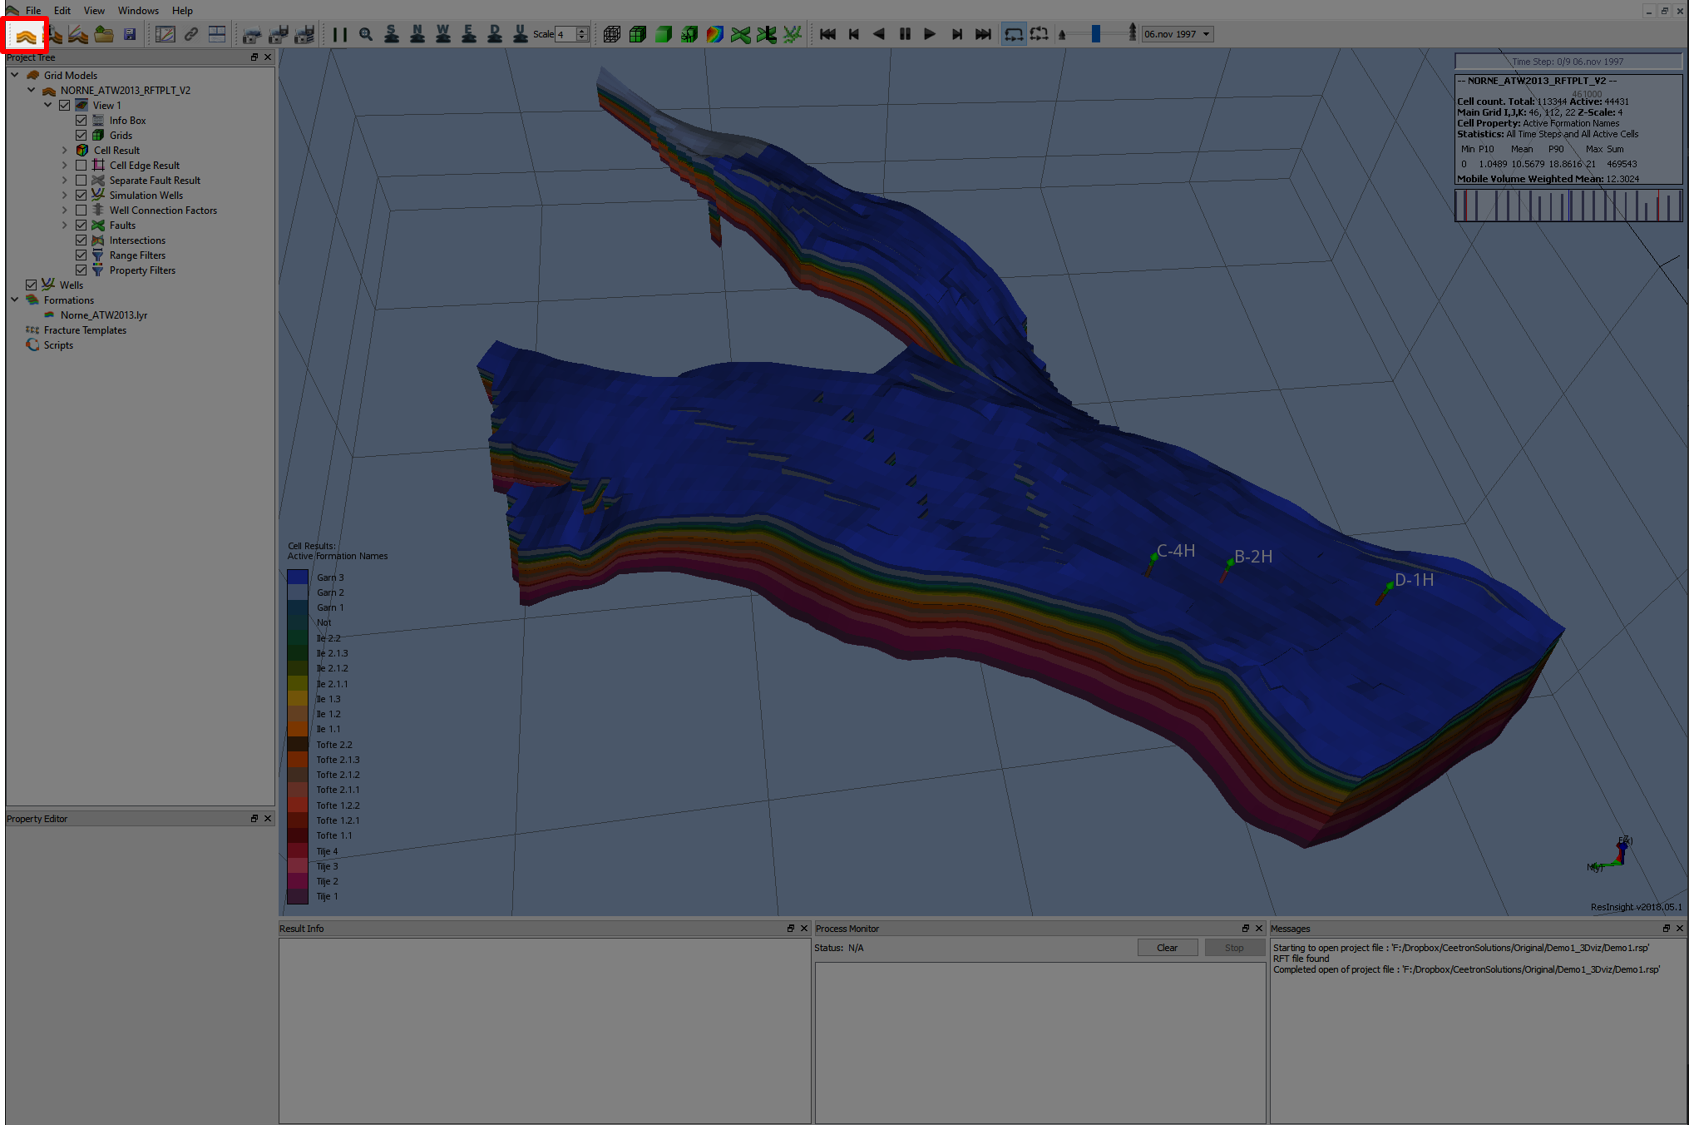 File Edit View Windows Help
S N W E D U Scale 4 06.nov 1997
Project Tree
Grid Models
NORNE_ATW2013_RFTPLT_V2
View 1
Info Box
Grids
Cell Result
Cell Edge Result
Separate Fault Result
Simulation Wells
Well Connection Factors
Faults
Intersections
Range Filters
Property Filters
Wells
Formations
Norne_ATW2013.lyr
Fracture Templates
Scripts
Property Editor
Time Step: 0/9 06.nov 1997
-- NORNE_ATW2013_RFTPLT_V2 --
461000
Cell count. Total: 113344 Active: 44431
Main Grid I,J,K: 46, 112, 22 Z-Scale: 4
Cell Property: Active Formation Names
Statistics: All Time Steps and All Active Cells
Min P10 Mean P90 Max Sum
0 1.0489 10.5679 18.8616 21 469543
Mobile Volume Weighted Mean: 12.3024
C-4H
B-2H
D-1H
Cell Results:
Active Formation Names
Garn 3
Garn 2
Garn 1
Not
Ile 2.2
Ile 2.1.3
Ile 2.1.2
Ile 2.1.1
Ile 1.3
Ile 1.2
Ile 1.1
Tofte 2.2
Tofte 2.1.3
Tofte 2.1.2
Tofte 2.1.1
Tofte 1.2.2
Tofte 1.2.1
Tofte 1.1
Tilje 4
Tilje 3
Tilje 2
Tilje 1
ResInsight v2018.05.1
Result Info
Process Monitor
Status: N/A Clear Stop
Messages
Starting to open project file : 'F:/Dropbox/CeetronSolutions/Original/Demo1_3Dviz/Demo1.rsp'
RFT file found
Completed open of project file : 'F:/Dropbox/CeetronSolutions/Original/Demo1_3Dviz/Demo1.rsp'